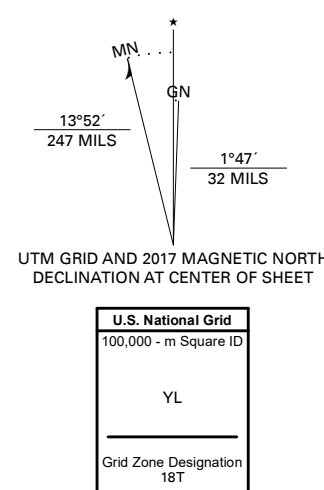 MN
GN
13°52´
247 MILS
1°47´
32 MILS
UTM GRID AND 2017 MAGNETIC NORTH
DECLINATION AT CENTER OF SHEET
U.S. National Grid
100,000 - m Square ID
YL
Grid Zone Designation
18T